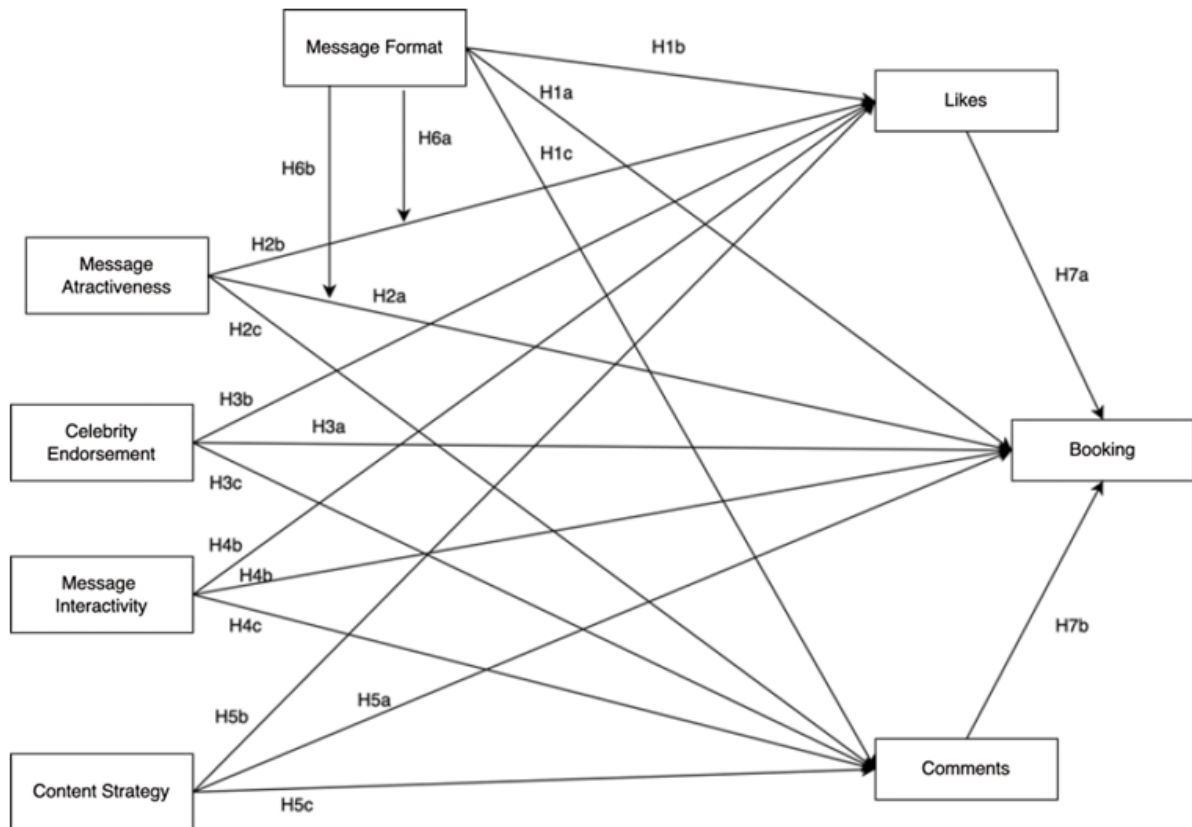 Message Format
H1b
Likes
H1a
H6a
H1c
H6b
Message
Atractiveness
H2b
H2a
H7a
H2c
Celebrity
Endorsement
H3b
H3a
Booking
H3c
Message
Interactivity
H4b
H4b
H4c
H7b
Content Strategy
H5b
H5a
H5c
Comments